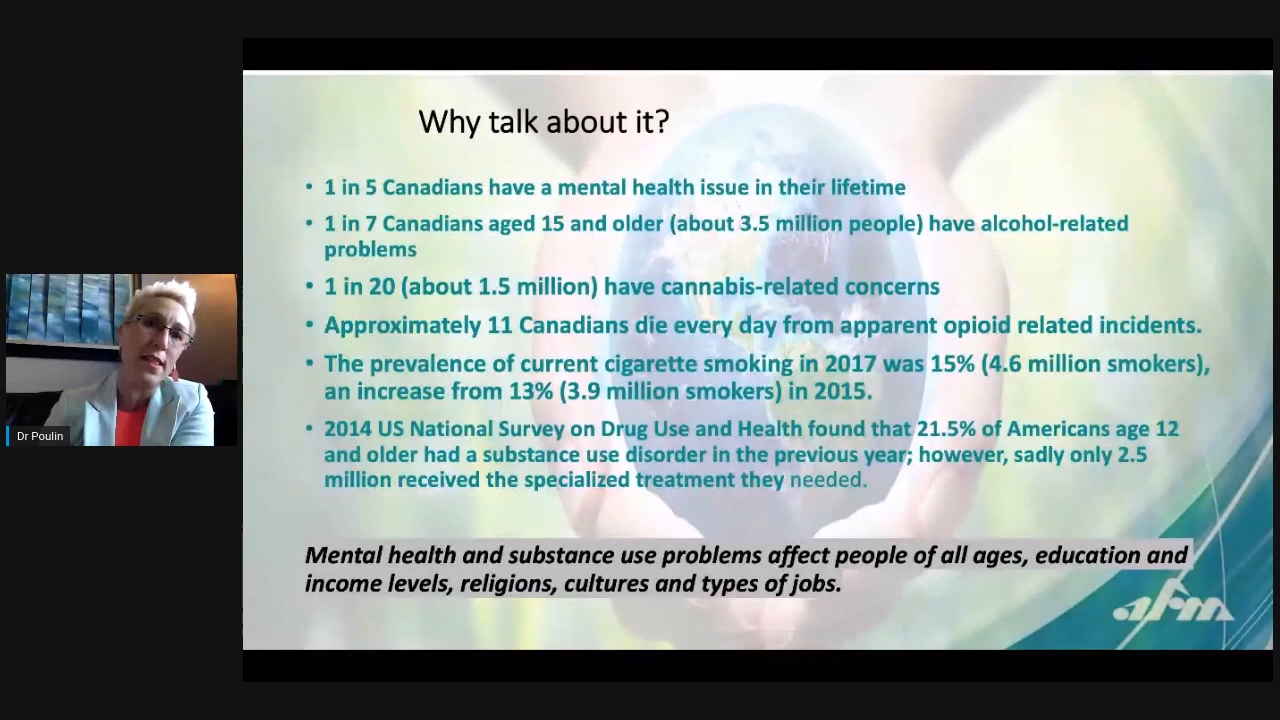 Why talk about it?
• 1 in 5 Canadians have a mental health issue in their lifetime
• 1 in 7 Canadians aged 15 and older (about 3.5 million people) have alcohol-related
problems
• 1 in 20 (about 1.5 million) have cannabis-related concerns
• Approximately 11 Canadians die every day from apparent opioid related incidents.
• The prevalence of current cigarette smoking in 2017 was 15% (4.6 million smokers),
an increase from 13% (3.9 million smokers) in 2015.
• 2014 US National Survey on Drug Use and Health found that 21.5% of Americans age 12
and older had a substance use disorder in the previous year; however, sadly only 2.5
million received the specialized treatment they needed.
Mental health and substance use problems affect people of all ages, education and
income levels, religions, cultures and types of jobs.
afm
Dr Poulin